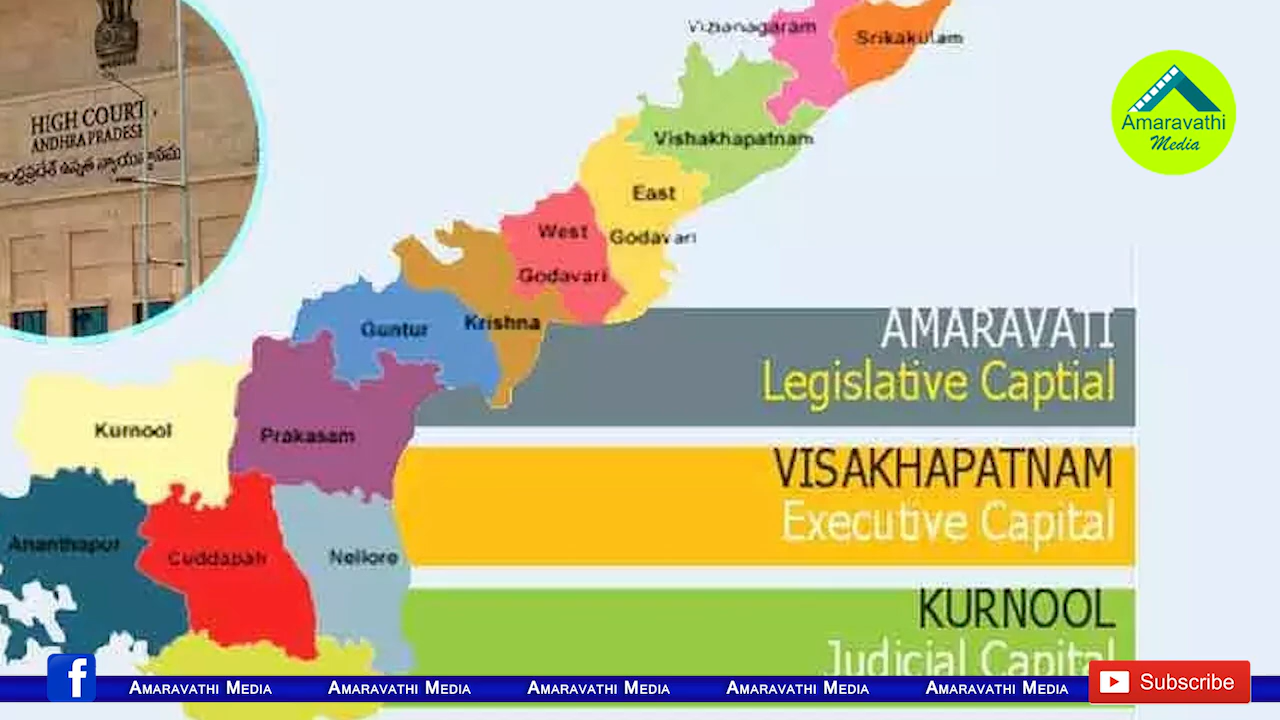 HIGH COURT
ANDHRA PRADESH
Vizianagaram
Srikakulam
Vishakhapatnam
East
Godavari
West
Godavari
Krishna
Guntur
Prakasam
Kurnool
Ananthapur
Cuddapah
Nellore
Amaravathi
Media
AMARAVATI
Legislative Captial
VISAKHAPATNAM
Executive Capital
KURNOOL
Judicial Capital
Amaravathi Media Amaravathi Media Amaravathi Media Amaravathi Media Amaravathi Media
f
Subscribe